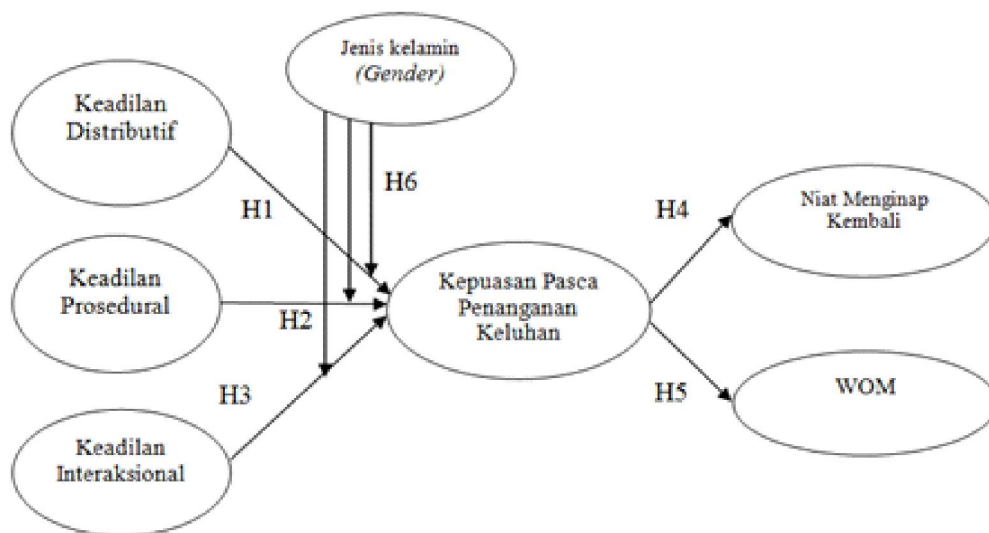 Jenis kelamin
(Gender)
Keadilan
Distributif
H6
H1
H4
Niat Menginap
Kembali
Keadilan
Prosedural
H2
Kepuasan Pasca
Penanganan
Keluhan
H3
H5
WOM
Keadilan
Interaksional